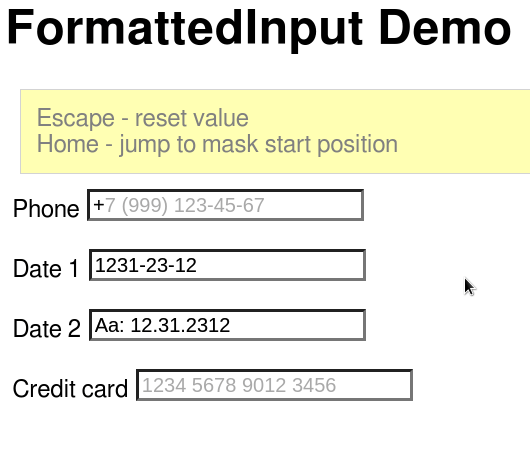 FormattedInput Demo
Escape - reset value
Home - jump to mask start position
Phone +7 (999) 123-45-67
Date 1 1231-23-12
Date 2 Aa: 12.31.2312
Credit card 1234 5678 9012 3456